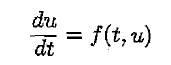 du/dt = f(t, u)